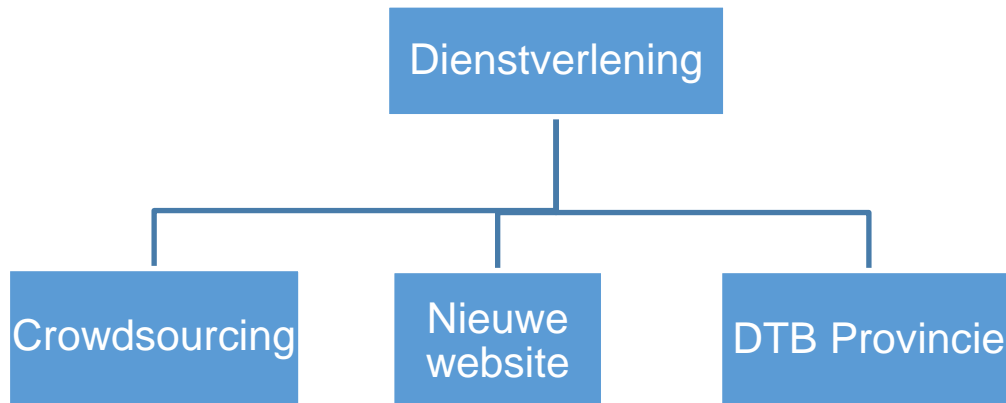 Dienstverlening
Crowdsourcing
Nieuwe
website
DTB Provincie